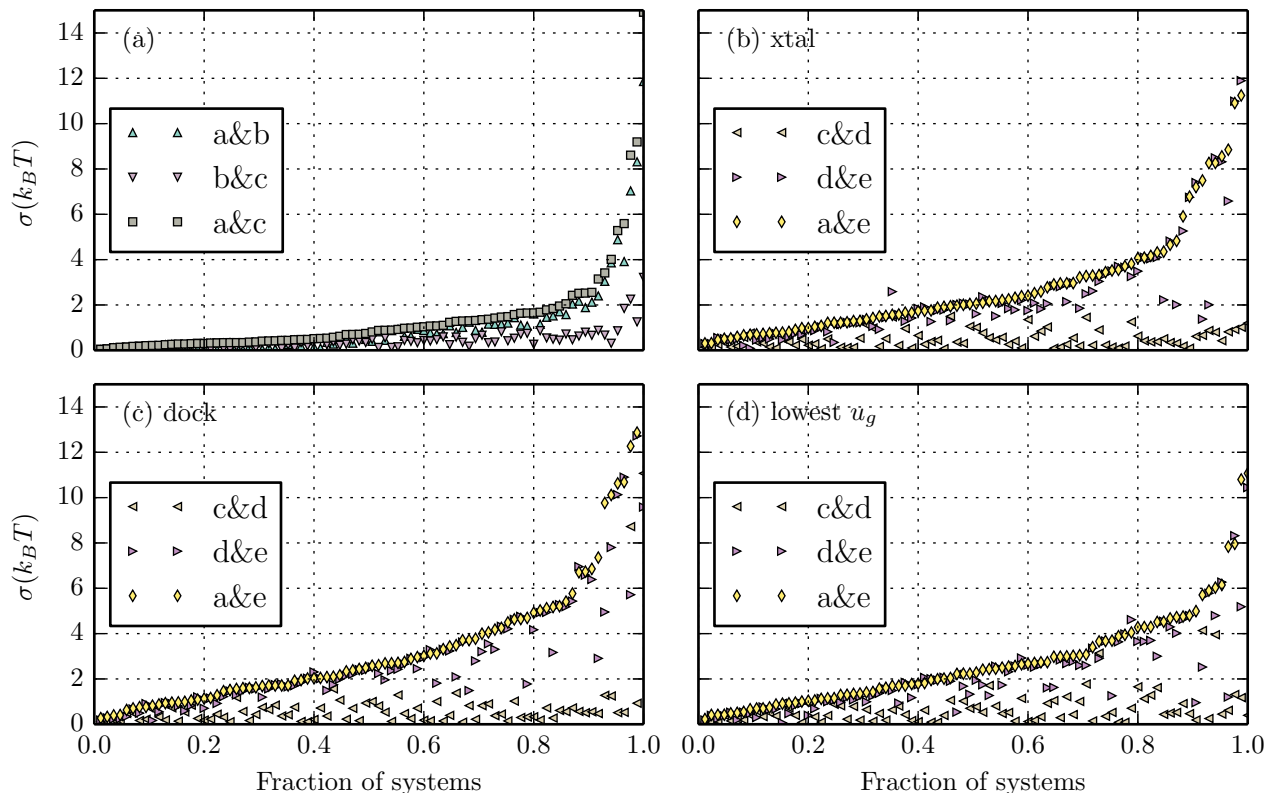 (a)
(b) xtal
14
12
10
8
6
4
2
0
σ(k_BT)
a&b
b&c
a&c
c&d
d&e
a&e
(c) dock
(d) lowest u_g
14
12
10
8
6
4
2
0
σ(k_BT)
c&d
d&e
a&e
c&d
d&e
a&e
0.0 0.2 0.4 0.6 0.8 1.0
0.0 0.2 0.4 0.6 0.8 1.0
Fraction of systems
Fraction of systems